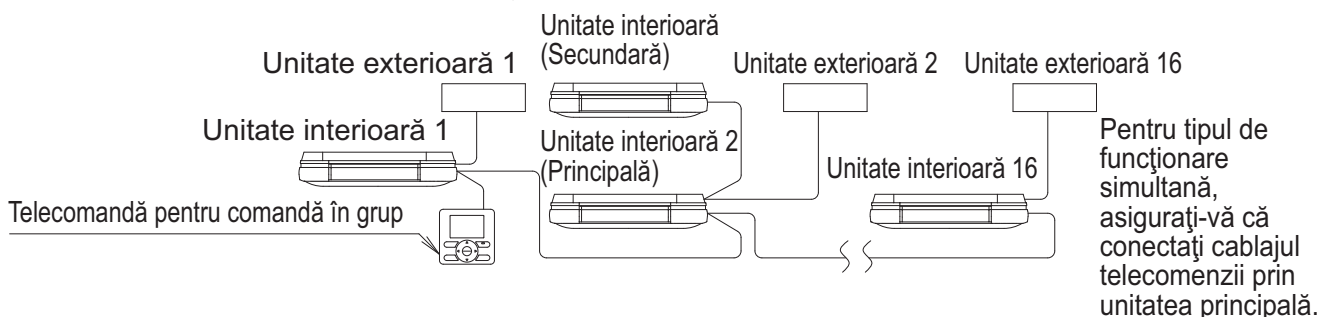 Unitate interioară
(Secundară)
Unitate exterioară 1
Unitate exterioară 2
Unitate exterioară 16
Unitate interioară 1
Unitate interioară 2
(Principală)
Unitate interioară 16
Telecomandă pentru comandă în grup
Pentru tipul de
funcţionare
simultană,
asiguraţi-vă că
conectaţi cablajul
telecomenzii prin
unitatea principală.